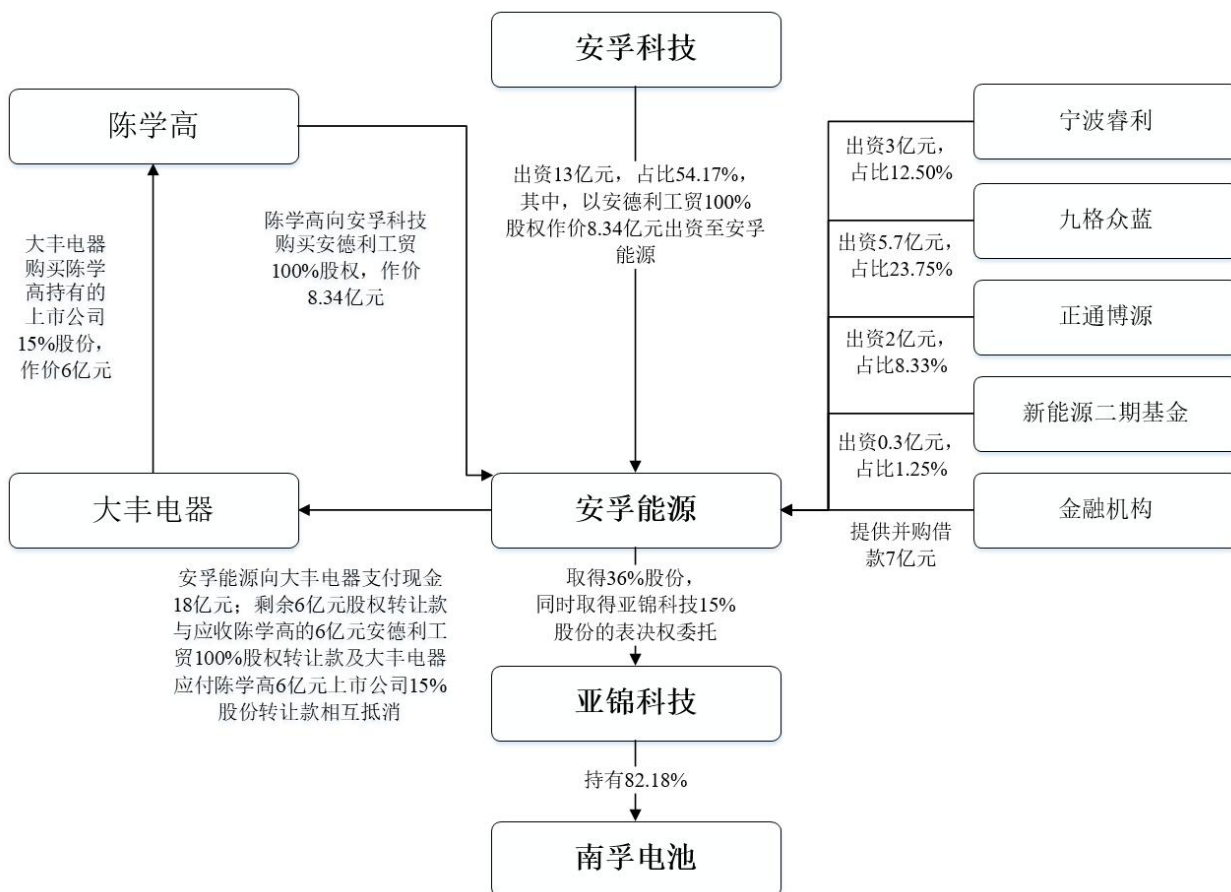 安孚科技
陈学高
宁波睿利
出资3亿元，
占比12.50%
出资13亿元，占比54.17%，
其中，以安德利工贸100%
股权作价8.34亿元出资至安孚
能源
陈学高向安孚科技
购买安德利工贸
100%股权，作价
8.34亿元
大丰电器
购买陈学
高持有的
上市公司
15%股份，
作价6亿元
九格众蓝
出资5.7亿元，
占比23.75%
正通博源
出资2亿元，
占比8.33%
新能源二期基金
出资0.3亿元，
占比1.25%
大丰电器
安孚能源
金融机构
提供并购借
款7亿元
安孚能源向大丰电器支付现金
18亿元；剩余6亿元股权转让款
与应收陈学高的6亿元安德利工
贸100%股权转让款及大丰电器
应付陈学高6亿元上市公司15%
股份转让款相互抵消
取得36%股份，
同时取得亚锦科技15%
股份的表决权委托
亚锦科技
持有82.18%
南孚电池